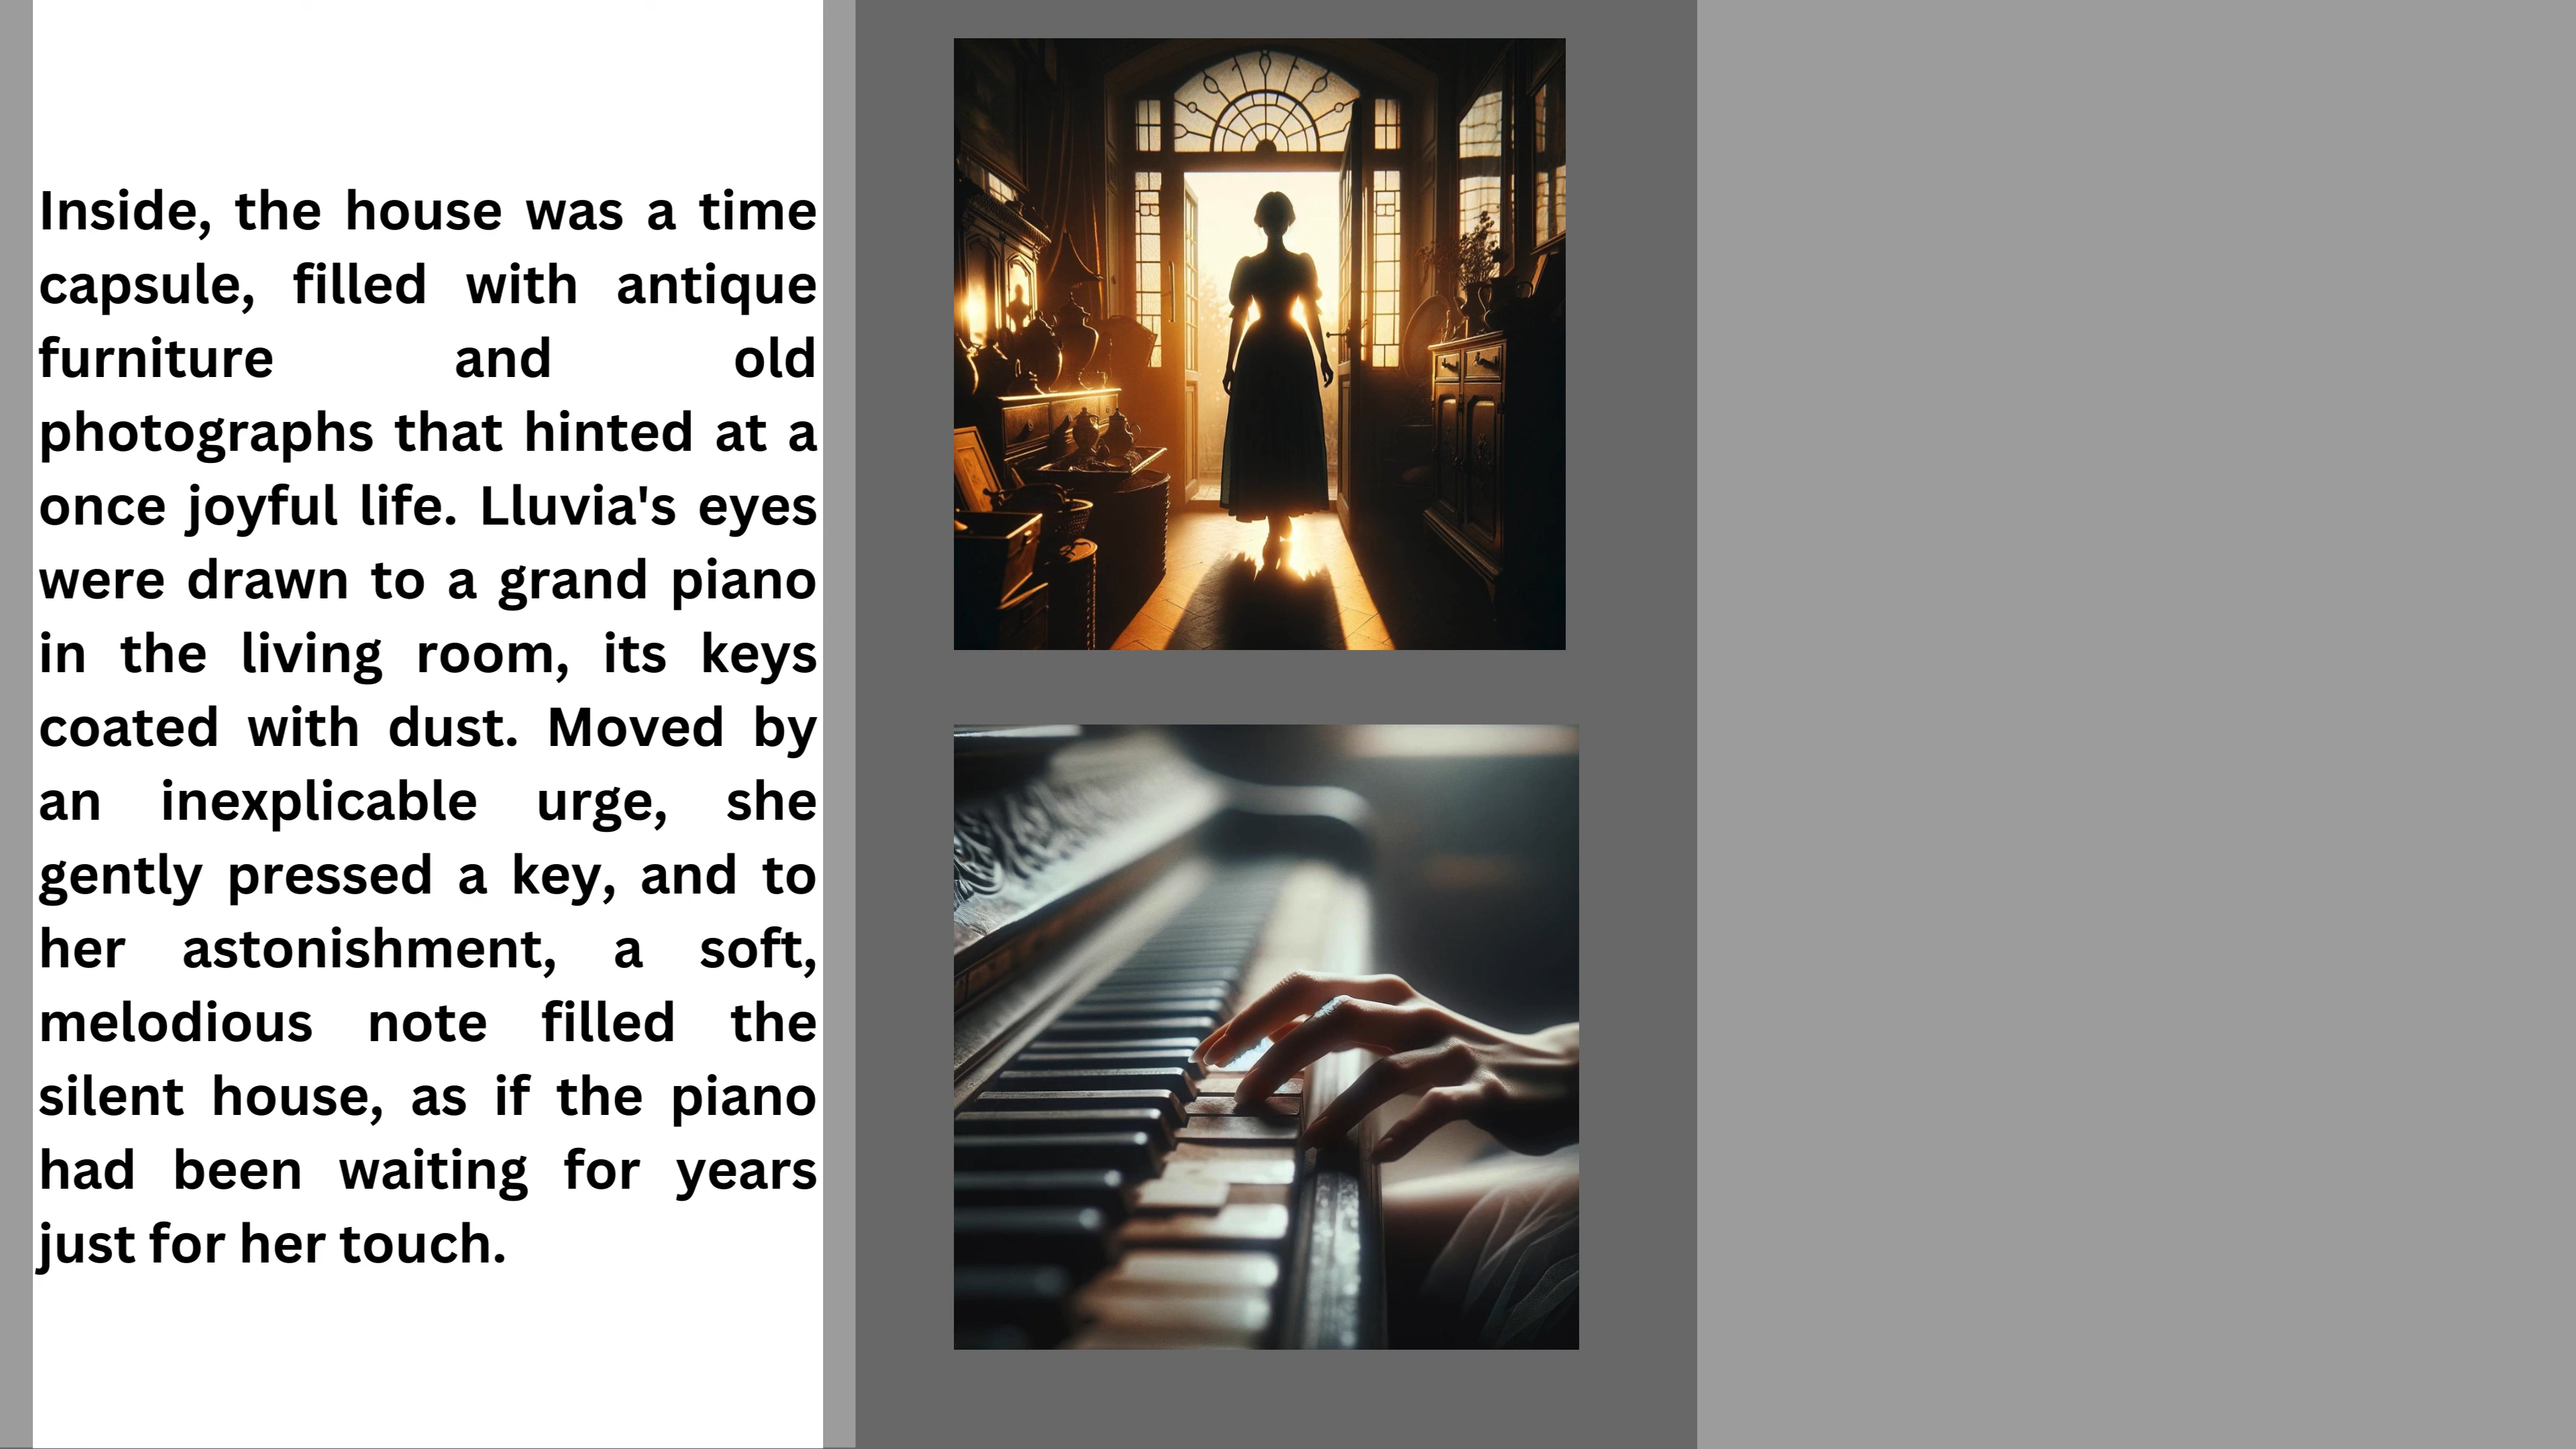 Inside, the house was a time
capsule, filled with antique
furniture and old
photographs that hinted at a
once joyful life. Lluvia's eyes
were drawn to a grand piano
in the living room, its keys
coated with dust. Moved by
an inexplicable urge, she
gently pressed a key, and to
her astonishment, a soft,
melodious note filled the
silent house, as if the piano
had been waiting for years
just for her touch.